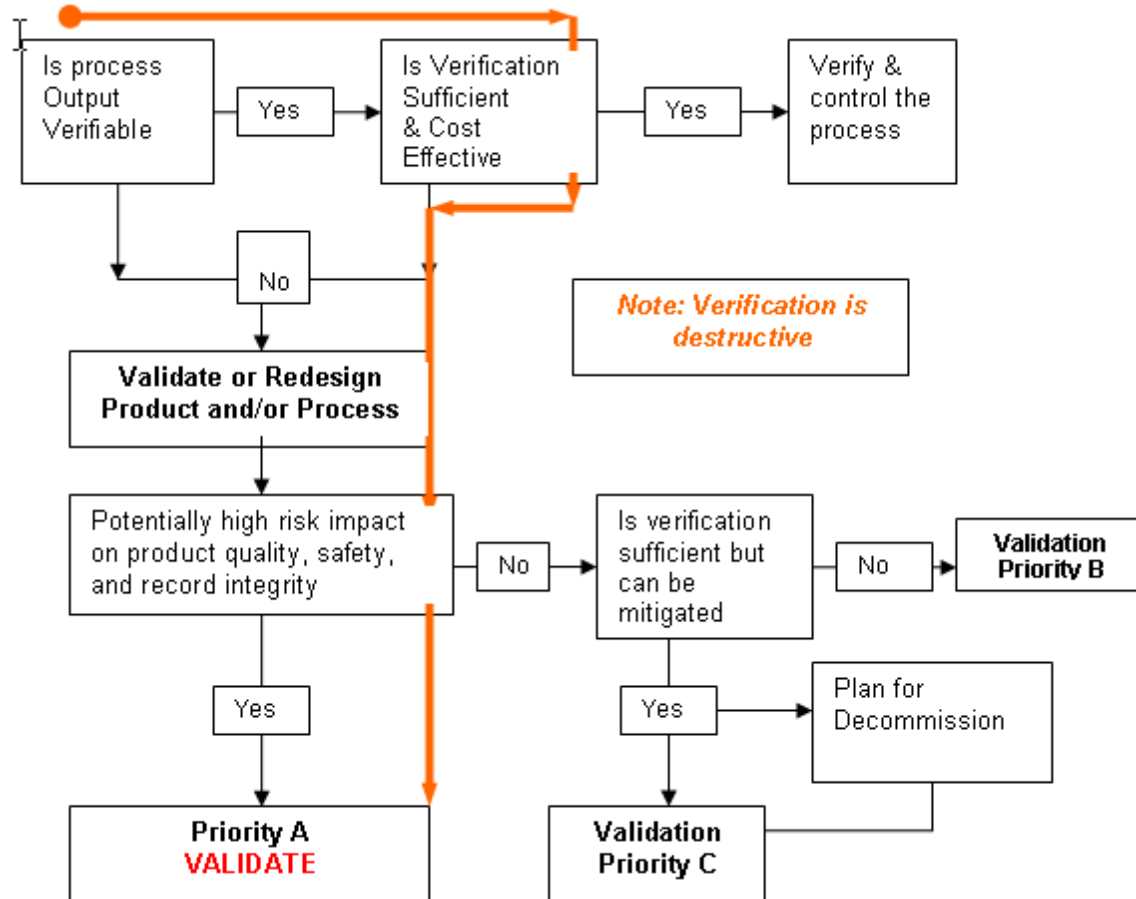 Is process
Output
Verifiable
Yes
Is Verification
Sufficient
& Cost
Effective
Yes
Verify &
control the
process
No
Note: Verification is
destructive
Validate or Redesign
Product and/or Process
Potentially high risk impact
on product quality, safety,
and record integrity
No
Is verification
sufficient but
can be
mitigated
No
Validation
Priority B
Yes
Yes
Plan for
Decommission
Priority A
VALIDATE
Validation
Priority C